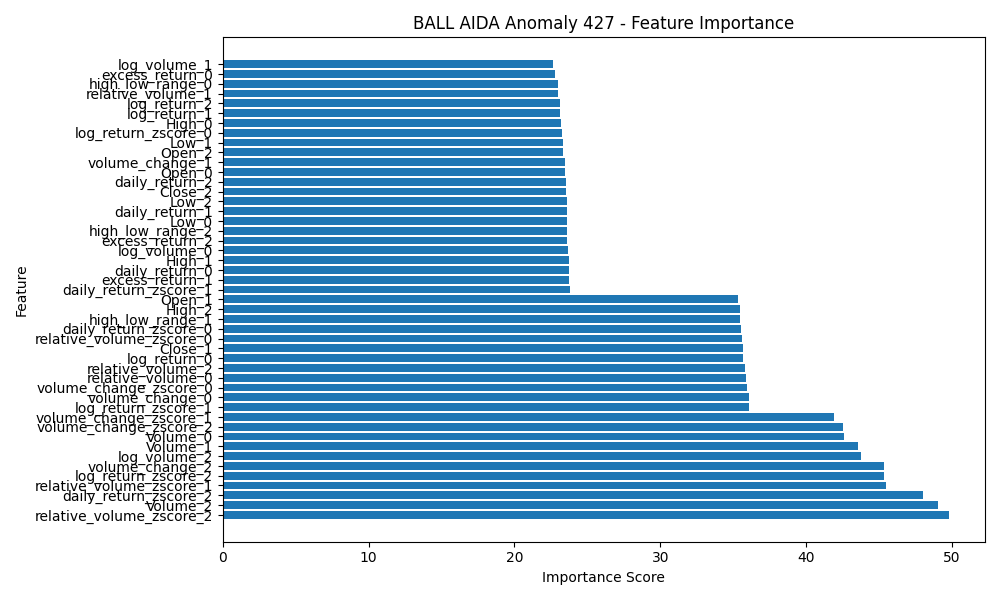 BALL AIDA Anomaly 427 - Feature Importance
log_volume_1
excess_return_0
high_low_range_0
relative_volume_1
log_return_2
log_return_1
High_0
log_return_zscore_0
Low_1
Open_2
volume_change_1
Open_0
daily_return_2
Close_2
Low_2
daily_return_1
Low_0
high_low_range_2
excess_return_2
log_volume_0
High_1
daily_return_0
excess_return_1
daily_return_zscore_1
Open_1
High_2
high_low_range_1
daily_return_zscore_0
relative_volume_zscore_0
Close_1
log_return_0
relative_volume_2
relative_volume_0
volume_change_zscore_0
volume_change_0
log_return_zscore_1
volume_change_zscore_1
volume_change_zscore_2
Volume_0
Volume_1
log_volume_2
volume_change_2
log_return_zscore_2
relative_volume_zscore_1
daily_return_zscore_2
Volume_2
relative_volume_zscore_2
Feature
0 10 20 30 40 50
Importance Score